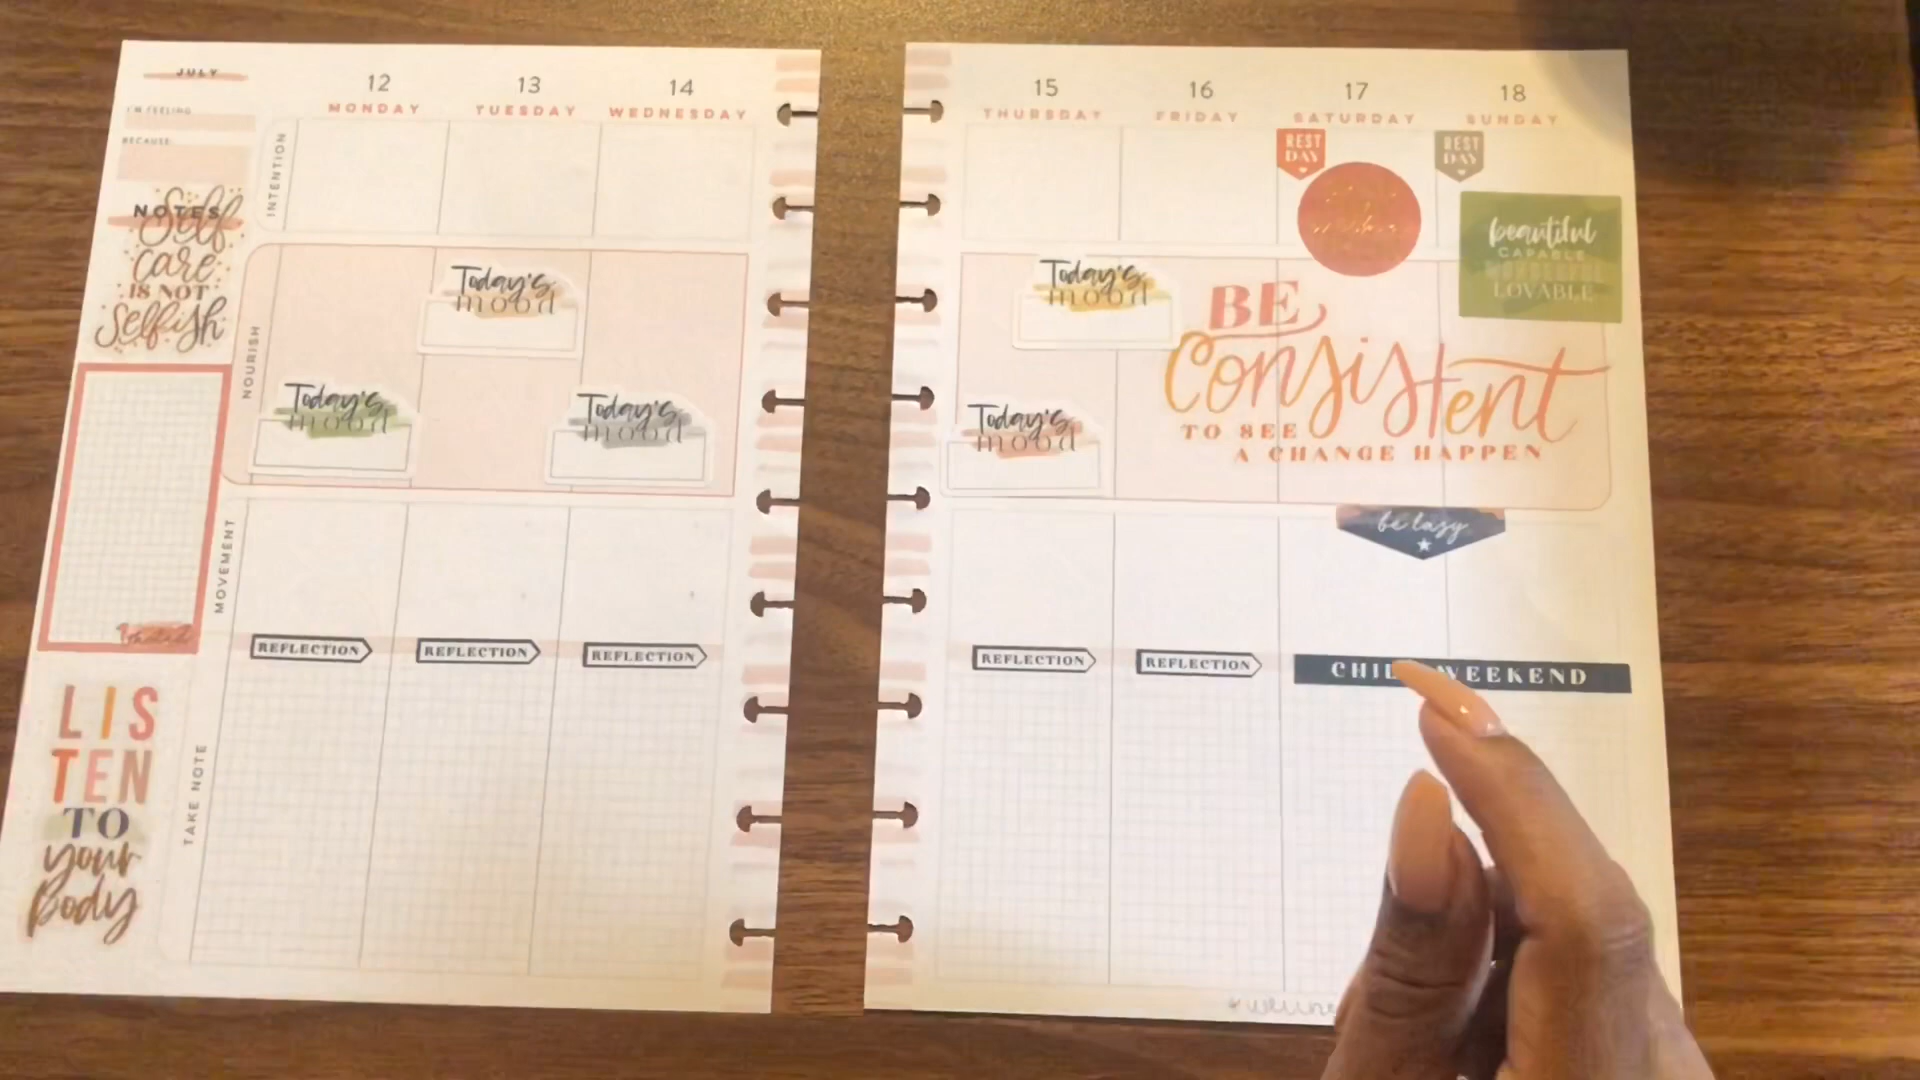 JULY
I'M FEELING
BECAUSE:
NOTES
Self
care
IS NOT
selfish
LIS
TEN
TO
your
body
12
MONDAY
13
TUESDAY
14
WEDNESDAY
INTENTION
NOURISH
MOVEMENT
TAKE NOTE
Today's
mood
Today's
mood
Today's
mood
REFLECTION
REFLECTION
REFLECTION
15
THURSDAY
16
FRIDAY
17
SATURDAY
18
SUNDAY
REST
DAY
REST
DAY
beautiful
CAPABLE
LOVABLE
Today's
mood
Today's
mood
BE
Consistent
TO SEE
A CHANGE HAPPEN
be lazy
REFLECTION
REFLECTION
WEEKEND